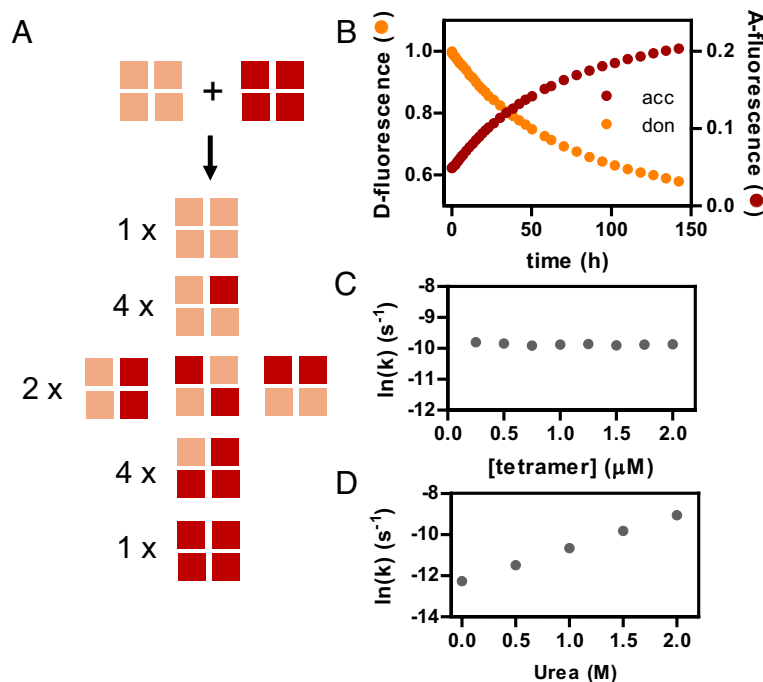 A
+
1 x
4 x
2 x
4 x
1 x
B
D-fluorescence ( )
1.0
0.8
0.6
A-fluorescence ( )
0.2
0.1
0.0
acc
don
0 50 100 150
time (h)
C
ln(k) (s⁻¹)
-8
-9
-10
-11
-12
0.0 0.5 1.0 1.5 2.0
[tetramer] (μM)
D
ln(k) (s⁻¹)
-8
-10
-12
-14
0.0 0.5 1.0 1.5 2.0
Urea (M)